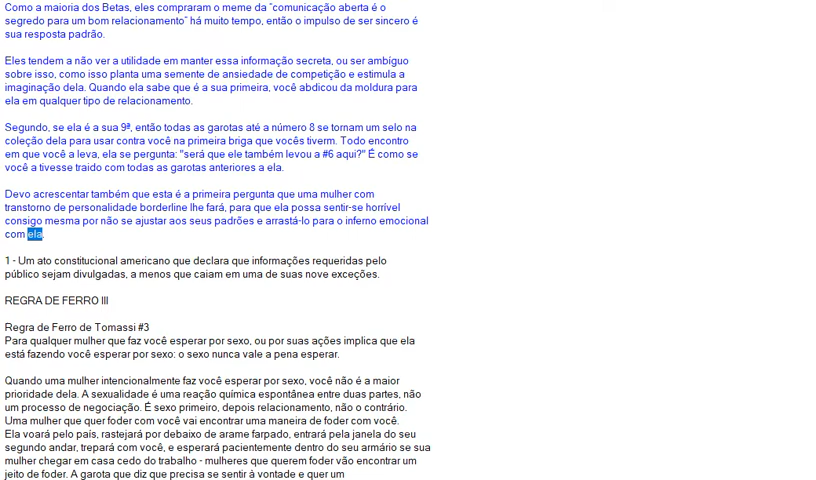 Como a maioria dos Betas, eles compraram o meme da "comunicação aberta é o
segredo para um bom relacionamento" há muito tempo, então o impulso de ser sincero é
sua resposta padrão.
Eles tendem a não ver a utilidade em manter essa informação secreta, ou ser ambíguo
sobre isso, como isso planta uma semente de ansiedade de competição e estimula a
imaginação dela. Quando ela sabe que é a sua primeira, você abdicou da moldura para
ela em qualquer tipo de relacionamento.
Segundo, se ela é a sua 9ª, então todas as garotas até a número 8 se tornam um selo na
coleção dela para usar contra você na primeira briga que vocês tiverm. Todo encontro
em que você a leva, ela se pergunta: "será que ele também levou a #6 aqui?" É como se
você a tivesse traido com todas as garotas anteriores a ela.
Devo acrescentar também que esta é a primeira pergunta que uma mulher com
transtorno de personalidade borderline lhe fará, para que ela possa sentir-se horrível
consigo mesma por não se ajustar aos seus padrões e arrastá-lo para o inferno emocional
com ela.
1 - Um ato constitucional americano que declara que informações requeridas pelo
público sejam divulgadas, a menos que caiam em uma de suas nove exceções.
REGRA DE FERRO III
Regra de Ferro de Tomassi #3
Para qualquer mulher que faz você esperar por sexo, ou por suas ações implica que ela
está fazendo você esperar por sexo: o sexo nunca vale a pena esperar.
Quando uma mulher intencionalmente faz você esperar por sexo, você não é a maior
prioridade dela. A sexualidade é uma reação química espontânea entre duas partes, não
um processo de negociação. É sexo primeiro, depois relacionamento, não o contrário.
Uma mulher que quer foder com você vai encontrar uma maneira de foder com você.
Ela voará pelo país, rastejará por debaixo de arame farpado, entrará pela janela do seu
segundo andar, trepará com você, e esperará pacientemente dentro do seu armário se sua
mulher chegar em casa cedo do trabalho - mulheres que querem foder vão encontrar um
jeito de foder. A garota que diz que precisa se sentir à vontade e quer um